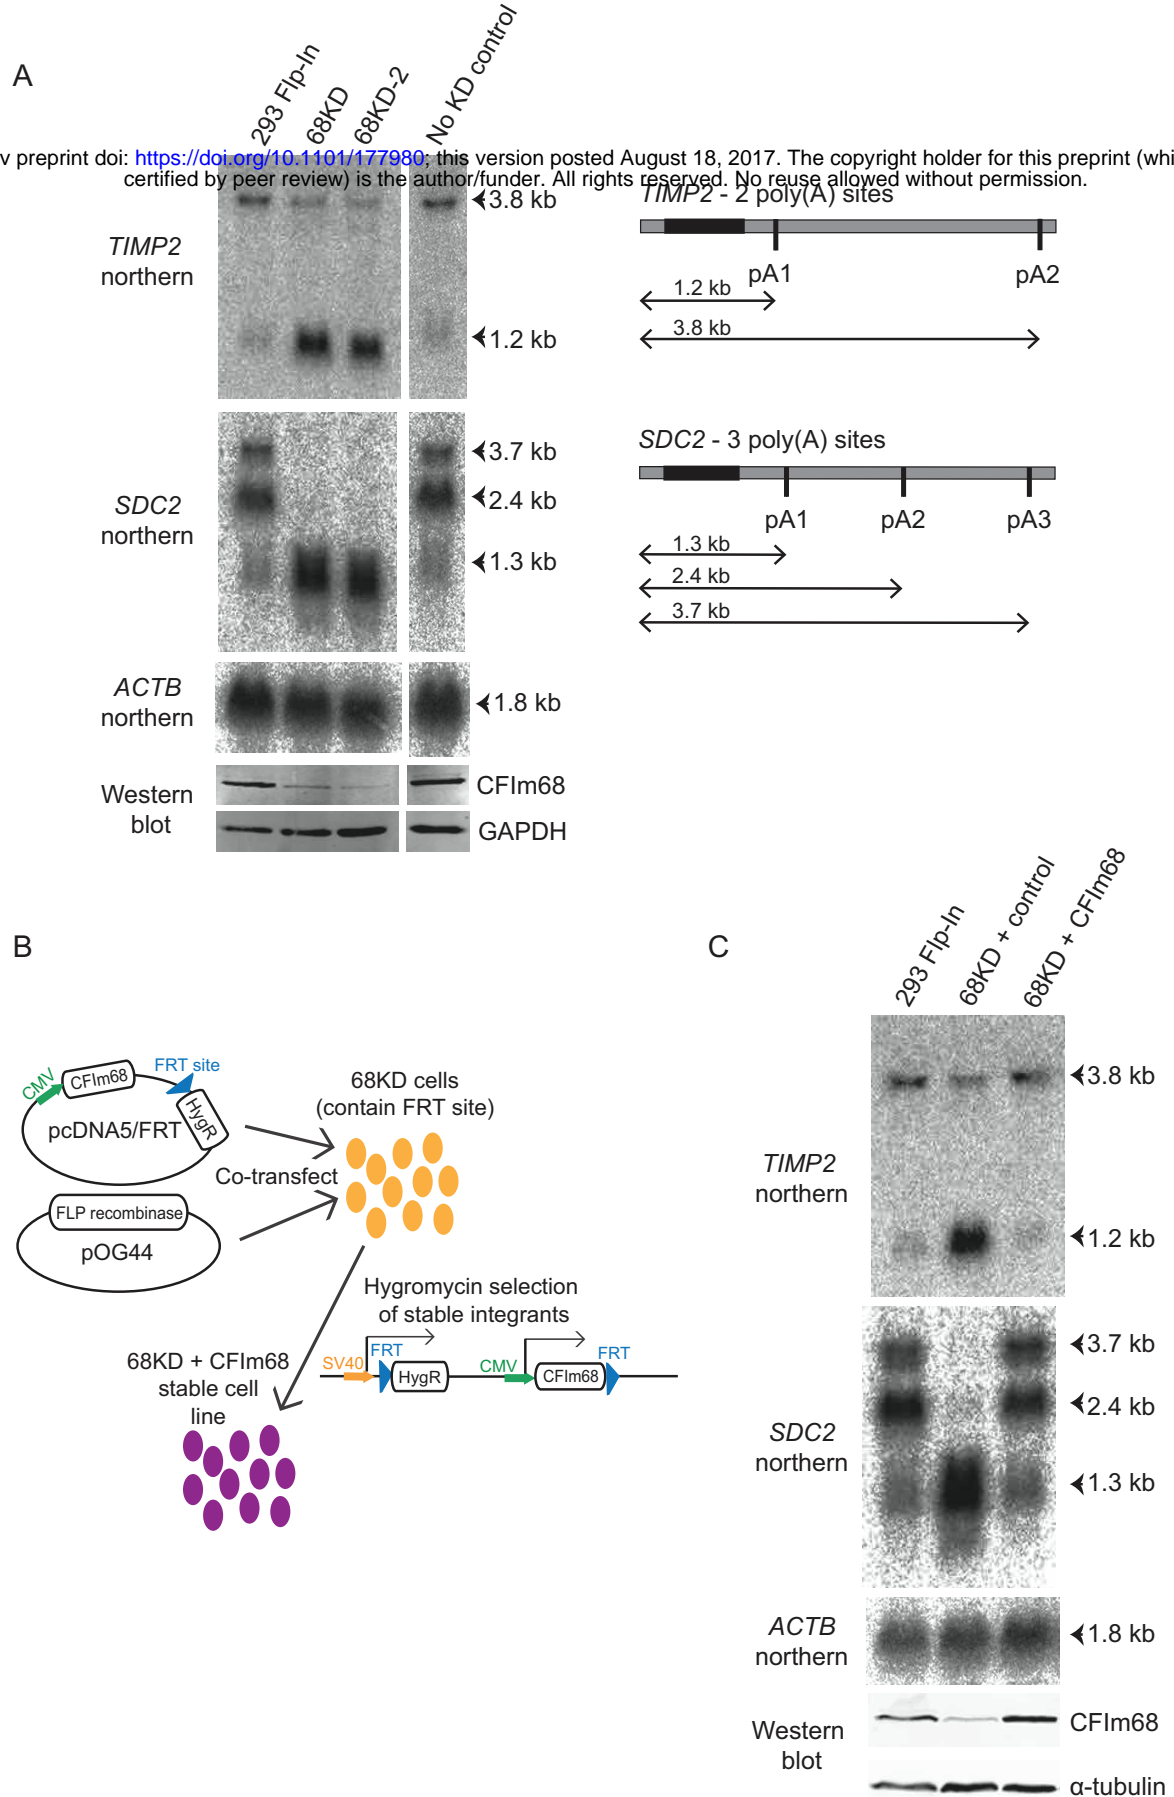 A
293 Flp-In
68KD
68KD-2
No KD control
v preprint doi: https://doi.org/10.1101/177980; this version posted August 18, 2017. The copyright holder for this preprint (whi
certified by peer review) is the author/funder. All rights reserved. No reuse allowed without permission.
TIMP2
northern
3.8 kb
1.2 kb
TIMP2 - 2 poly(A) sites
pA1
pA2
1.2 kb
3.8 kb
SDC2
northern
3.7 kb
2.4 kb
1.3 kb
SDC2 - 3 poly(A) sites
pA1
pA2
pA3
1.3 kb
2.4 kb
3.7 kb
ACTB
northern
1.8 kb
Western
blot
CFIm68
GAPDH
B
CMV
CFIm68
FRT site
HygR
pcDNA5/FRT
FLP recombinase
pOG44
Co-transfect
68KD cells
(contain FRT site)
Hygromycin selection
of stable integrants
SV40
FRT
HygR
CMV
CFIm68
FRT
68KD + CFIm68
stable cell
line
C
293 Flp-In
68KD + control
68KD + CFIm68
TIMP2
northern
3.8 kb
1.2 kb
SDC2
northern
3.7 kb
2.4 kb
1.3 kb
ACTB
northern
1.8 kb
Western
blot
CFIm68
α-tubulin